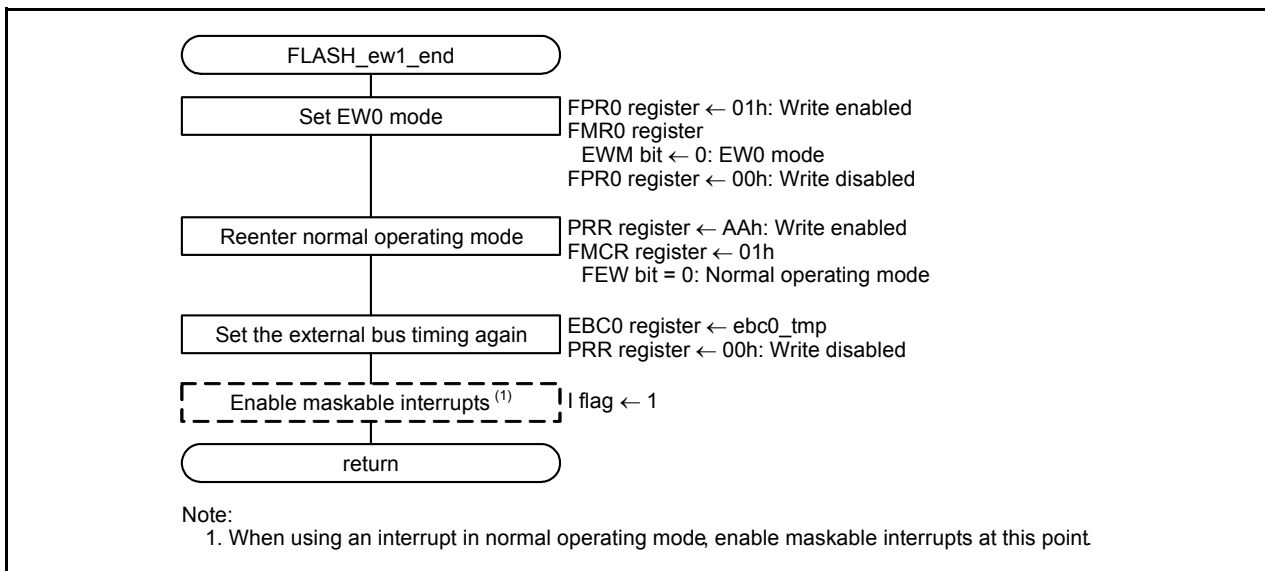 FLASH_ew1_end
Set EW0 mode
FPR0 register ← 01h: Write enabled
FMR0 register
EWM bit ← 0: EW0 mode
FPR0 register ← 00h: Write disabled
Reenter normal operating mode
PRR register ← AAh: Write enabled
FMCR register ← 01h
FEW bit = 0: Normal operating mode
Set the external bus timing again
EBC0 register ← ebc0_tmp
PRR register ← 00h: Write disabled
Enable maskable interrupts (1)
I flag ← 1
return
Note:
1. When using an interrupt in normal operating mode, enable maskable interrupts at this point.